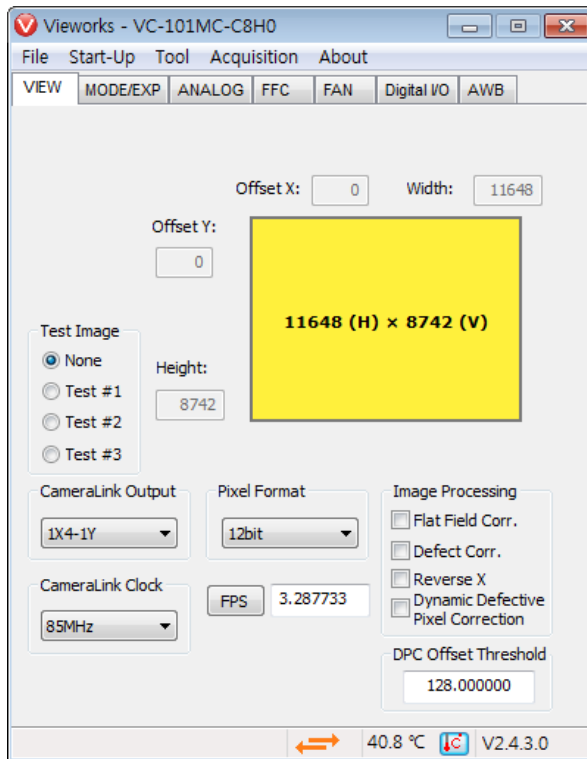 Vieworks - VC-101MC-C8H0
File Start-Up Tool Acquisition About
VIEW MODE/EXP ANALOG FFC FAN Digital I/O AWB
Offset X: 0 Width: 11648
Offset Y:
0
11648 (H) × 8742 (V)
Height:
8742
Test Image
None
Test #1
Test #2
Test #3
CameraLink Output
1X4-1Y
Pixel Format
12bit
Image Processing
Flat Field Corr.
Defect Corr.
Reverse X
Dynamic Defective
Pixel Correction
CameraLink Clock
85MHz
FPS 3.287733
DPC Offset Threshold
128.000000
40.8 ℃ C V2.4.3.0